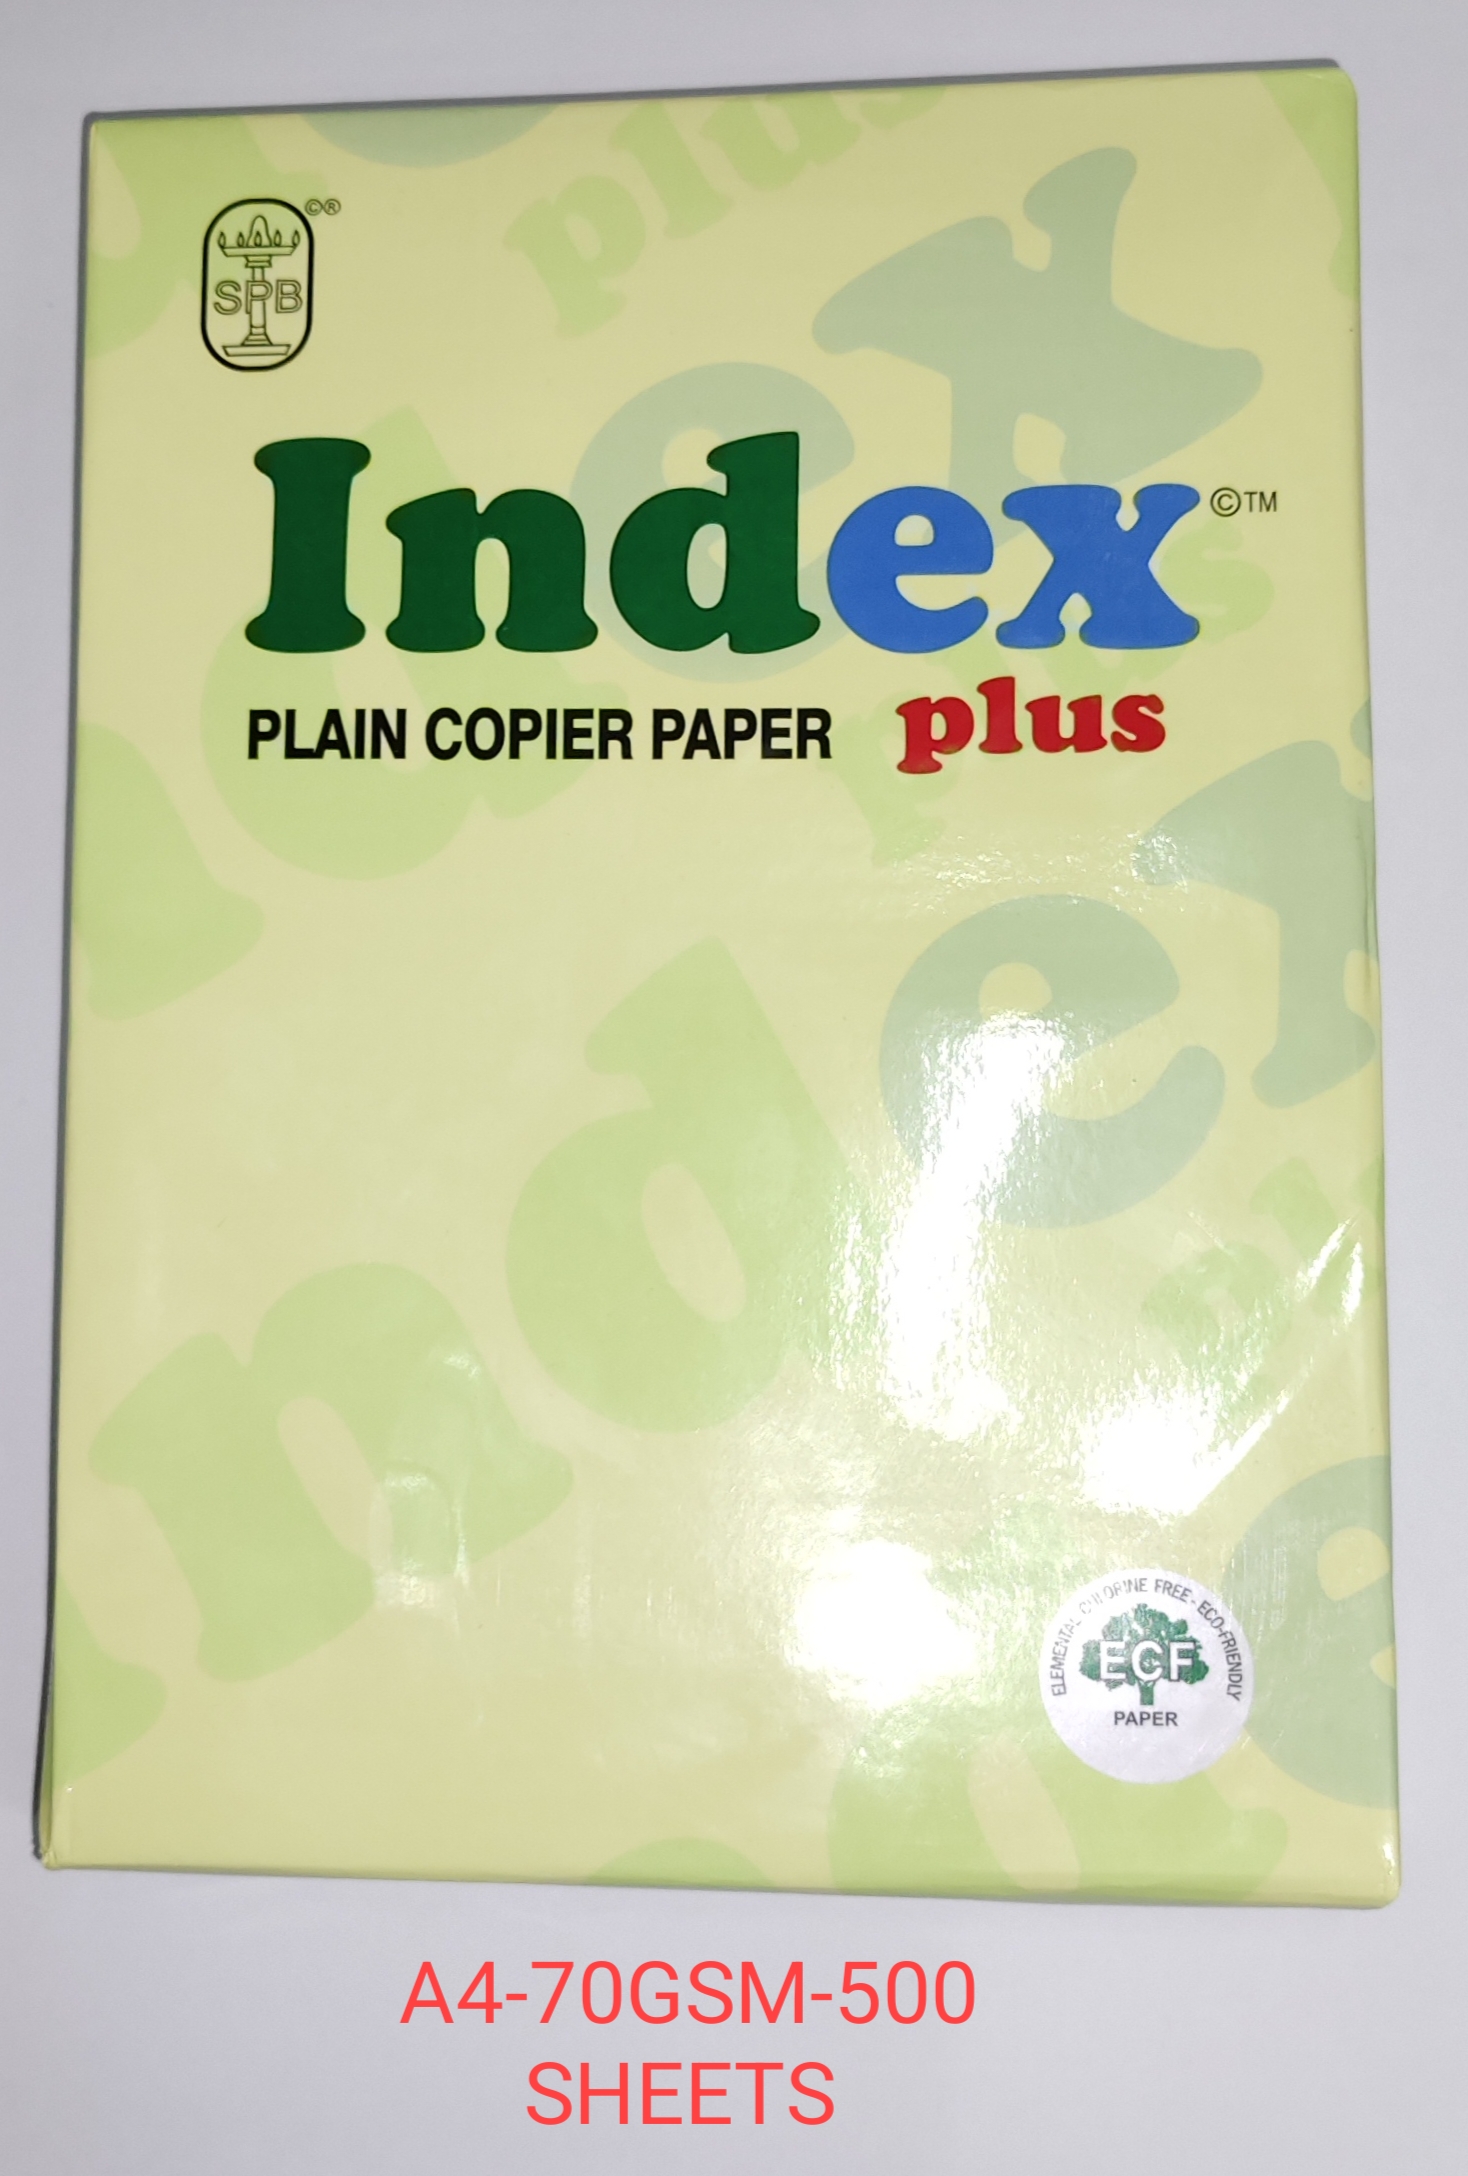 ©®
SPB
Index ©™
PLAIN COPIER PAPER plus
ELEMENTAL CHLORINE FREE - ECO-FRIENDLY
ECF
PAPER
A4-70GSM-500
SHEETS